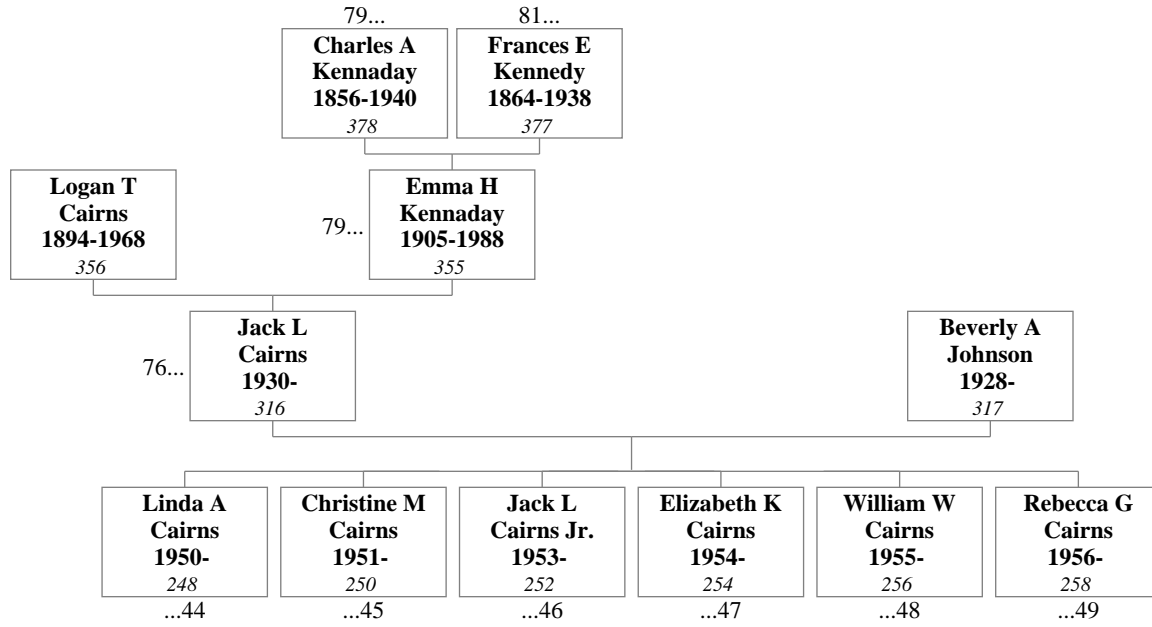 79...
81...
Charles A
Kennaday
1856-1940
378
Frances E
Kennedy
1864-1938
377
Logan T
Cairns
1894-1968
356
79...
Emma H
Kennaday
1905-1988
355
76...
Jack L
Cairns
1930-
316
Beverly A
Johnson
1928-
317
Linda A
Cairns
1950-
248
...44
Christine M
Cairns
1951-
250
...45
Jack L
Cairns Jr.
1953-
252
...46
Elizabeth K
Cairns
1954-
254
...47
William W
Cairns
1955-
256
...48
Rebecca G
Cairns
1956-
258
...49